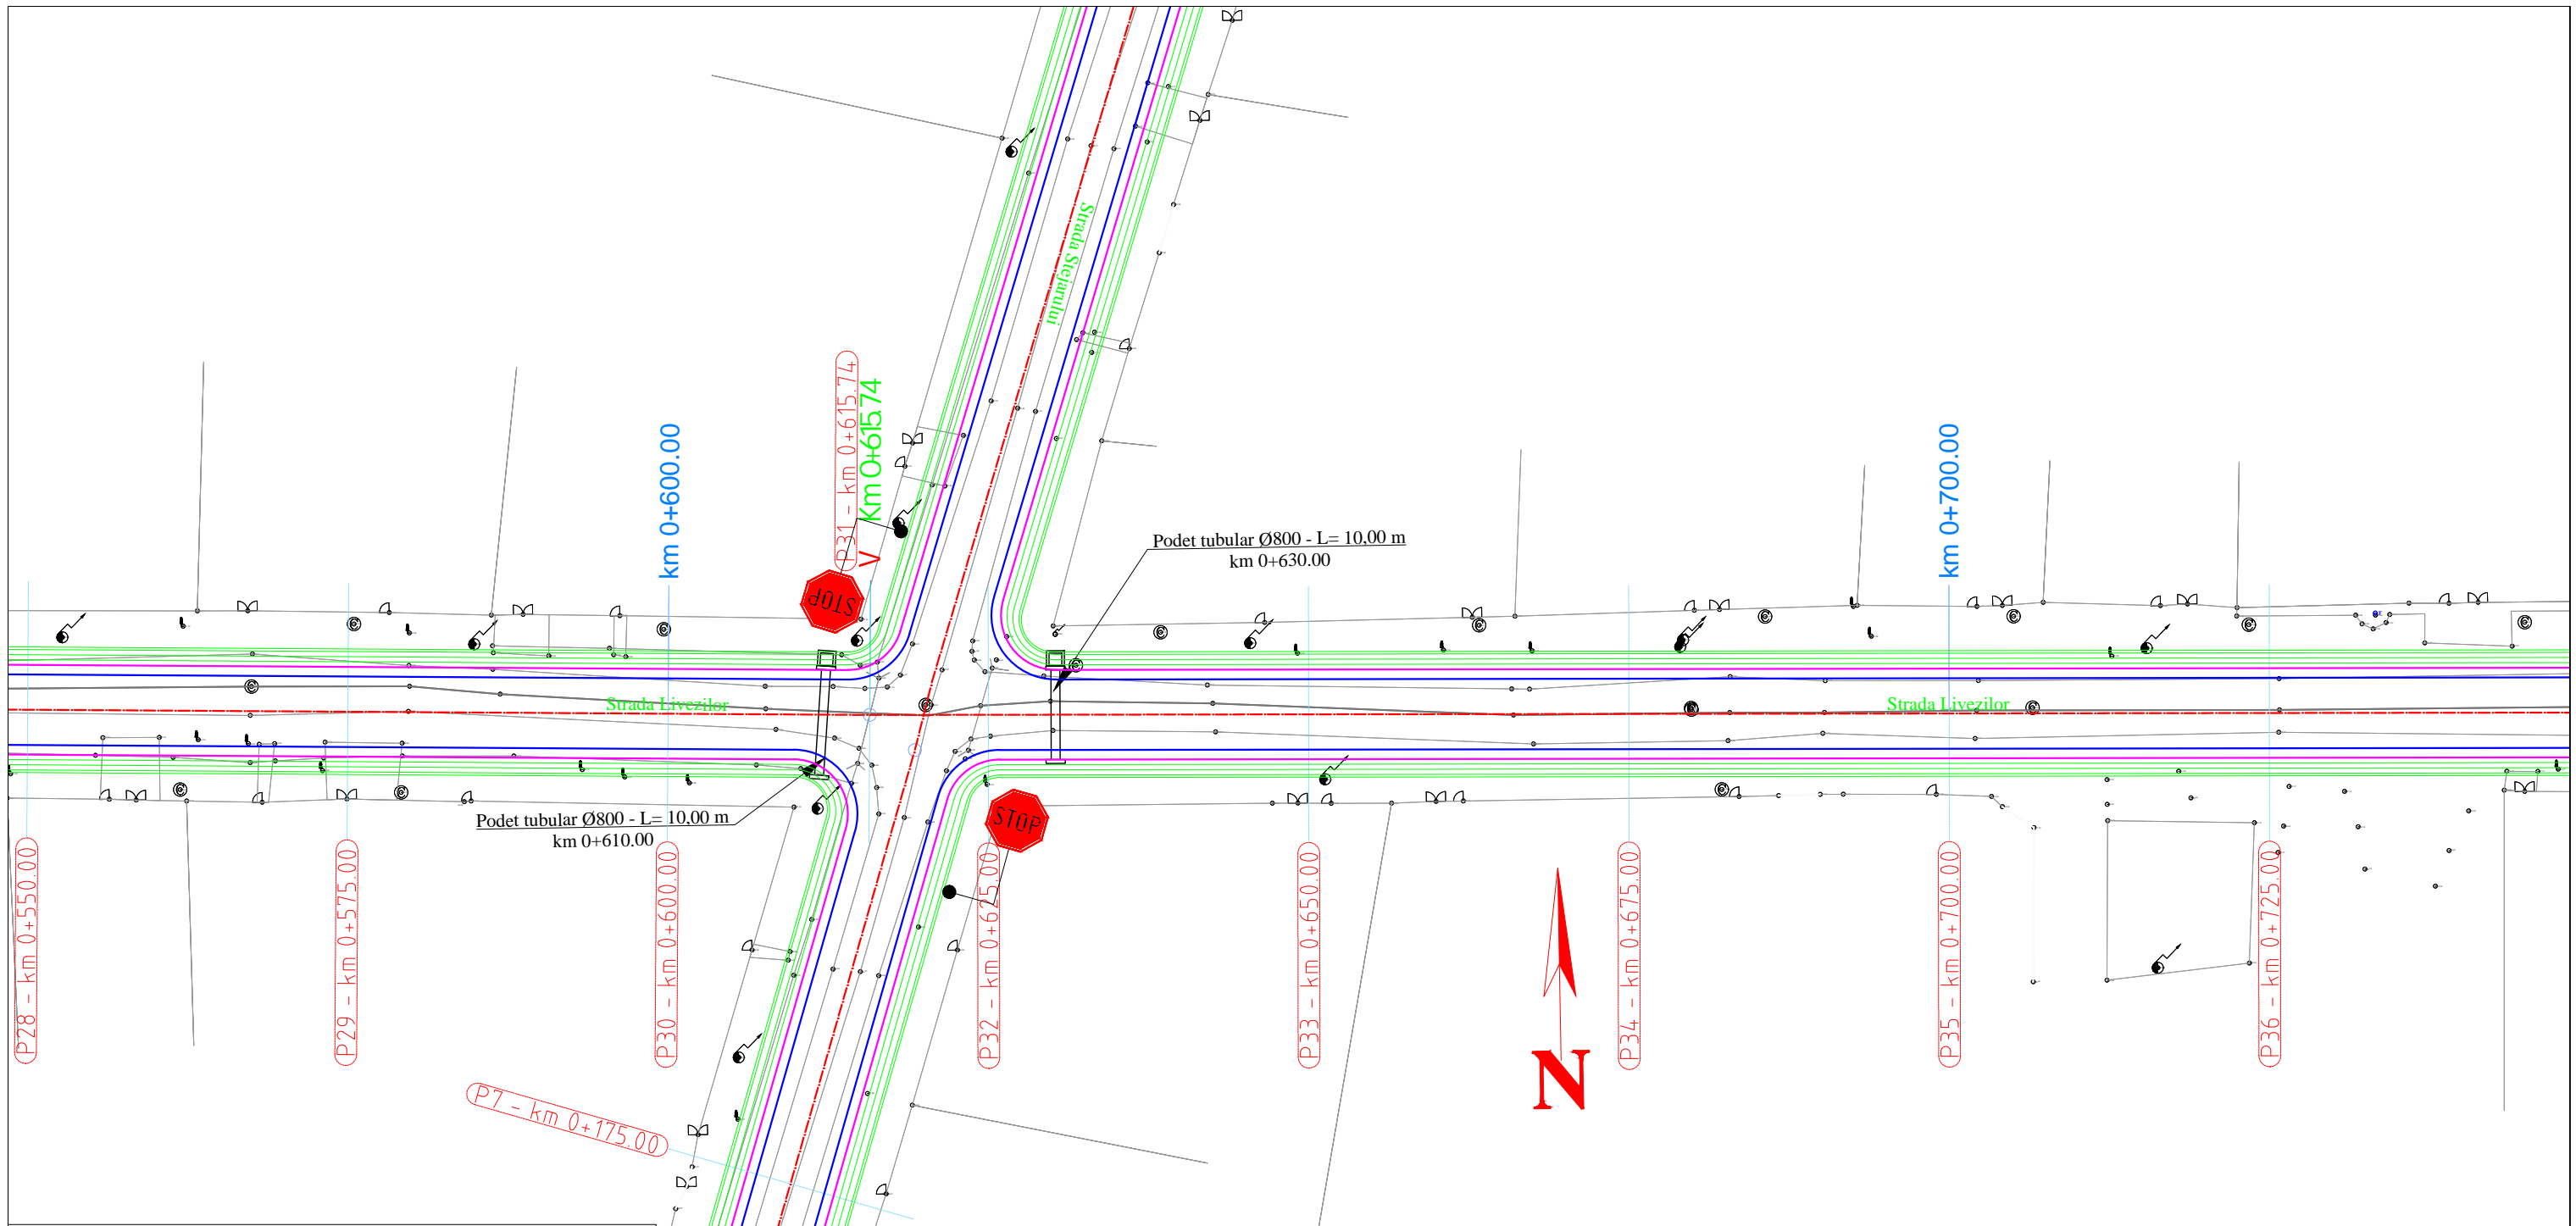 Strada Stejarului
P31 - km 0+615.74
Km 0+615.74
V
km 0+600.00
km 0+700.00
Podet tubular Ø800 - L= 10,00 m
km 0+630.00
STOP
Strada Livezilor
Strada Livezilor
STOP
Podet tubular Ø800 - L= 10,00 m
km 0+610.00
P28 - km 0+550.00
P29 - km 0+575.00
P30 - km 0+600.00
P32 - km 0+625.00
P33 - km 0+650.00
P34 - km 0+675.00
P35 - km 0+700.00
P36 - km 0+725.00
N
P7 - km 0+175.00